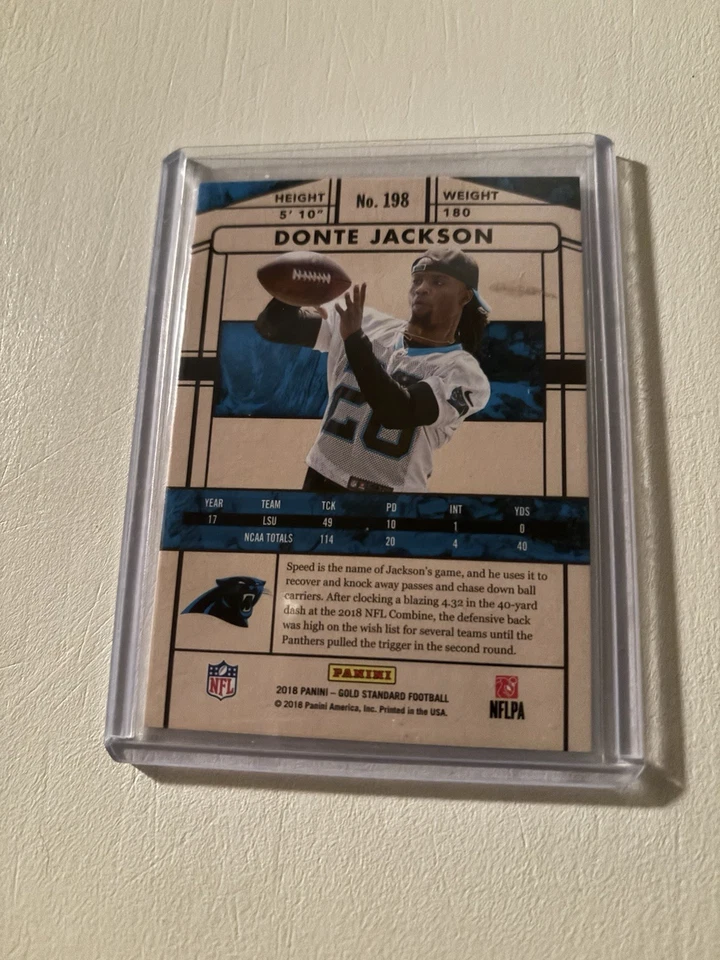 HEIGHT
5' 10"
No. 198
WEIGHT
180
DONTE JACKSON
26
YEAR TEAM TCK PD INT YDS
17 LSU 49 10 1 0
NCAA TOTALS 114 20 4 40
Speed is the name of Jackson's game, and he uses it to
recover and knock away passes and chase down ball
carriers. After clocking a blazing 4.32 in the 40-yard
dash at the 2018 NFL Combine, the defensive back
was high on the wish list for several teams until the
Panthers pulled the trigger in the second round.
NFL
PANINI
2018 PANINI – GOLD STANDARD FOOTBALL
© 2018 Panini America, Inc. Printed in the USA.
NFLPA